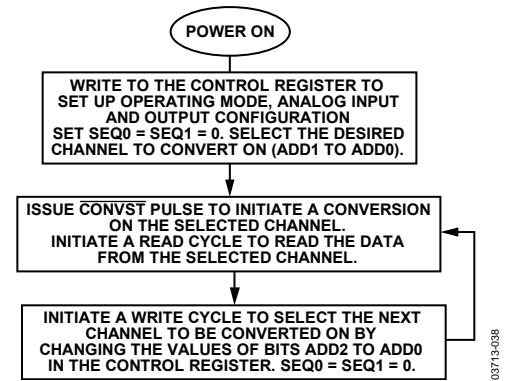 POWER ON
WRITE TO THE CONTROL REGISTER TO
SET UP OPERATING MODE, ANALOG INPUT
AND OUTPUT CONFIGURATION
SET SEQ0 = SEQ1 = 0. SELECT THE DESIRED
CHANNEL TO CONVERT ON (ADD1 TO ADD0).
ISSUE CONVST PULSE TO INITIATE A CONVERSION
ON THE SELECTED CHANNEL.
INITIATE A READ CYCLE TO READ THE DATA
FROM THE SELECTED CHANNEL.
INITIATE A WRITE CYCLE TO SELECT THE NEXT
CHANNEL TO BE CONVERTED ON BY
CHANGING THE VALUES OF BITS ADD2 TO ADD0
IN THE CONTROL REGISTER. SEQ0 = SEQ1 = 0.
03713-038